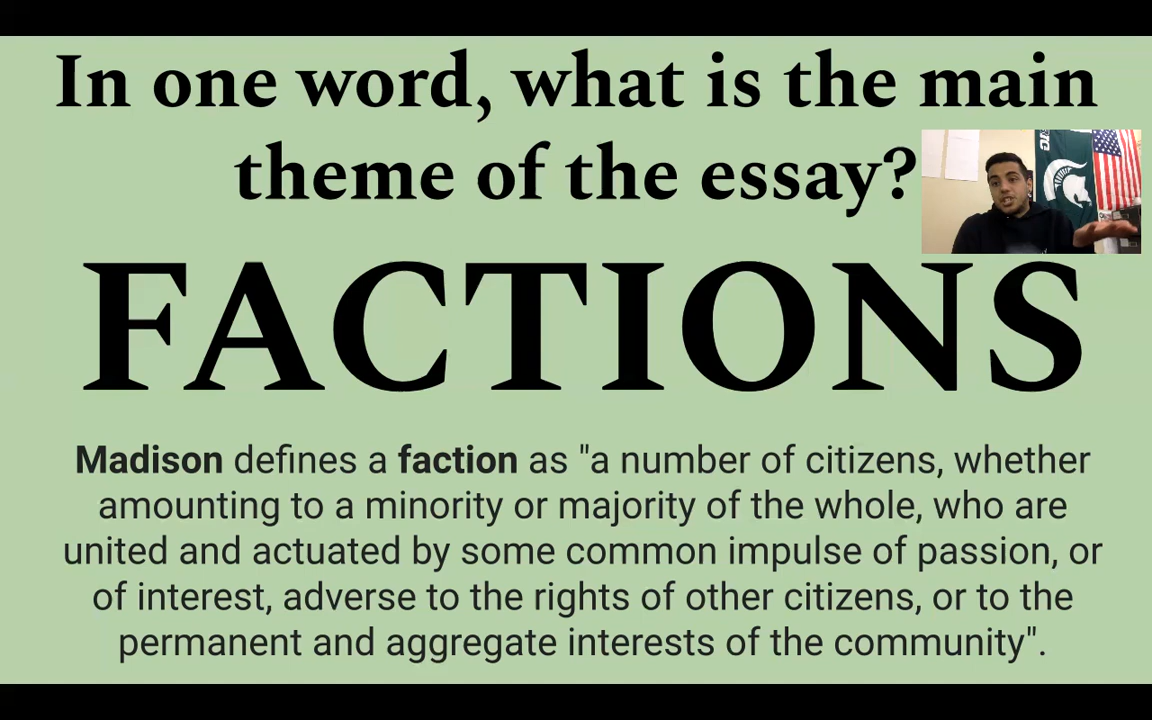 In one word, what is the main
theme of the essay?
FACTIONS
Madison defines a faction as "a number of citizens, whether
amounting to a minority or majority of the whole, who are
united and actuated by some common impulse of passion, or
of interest, adverse to the rights of other citizens, or to the
permanent and aggregate interests of the community".